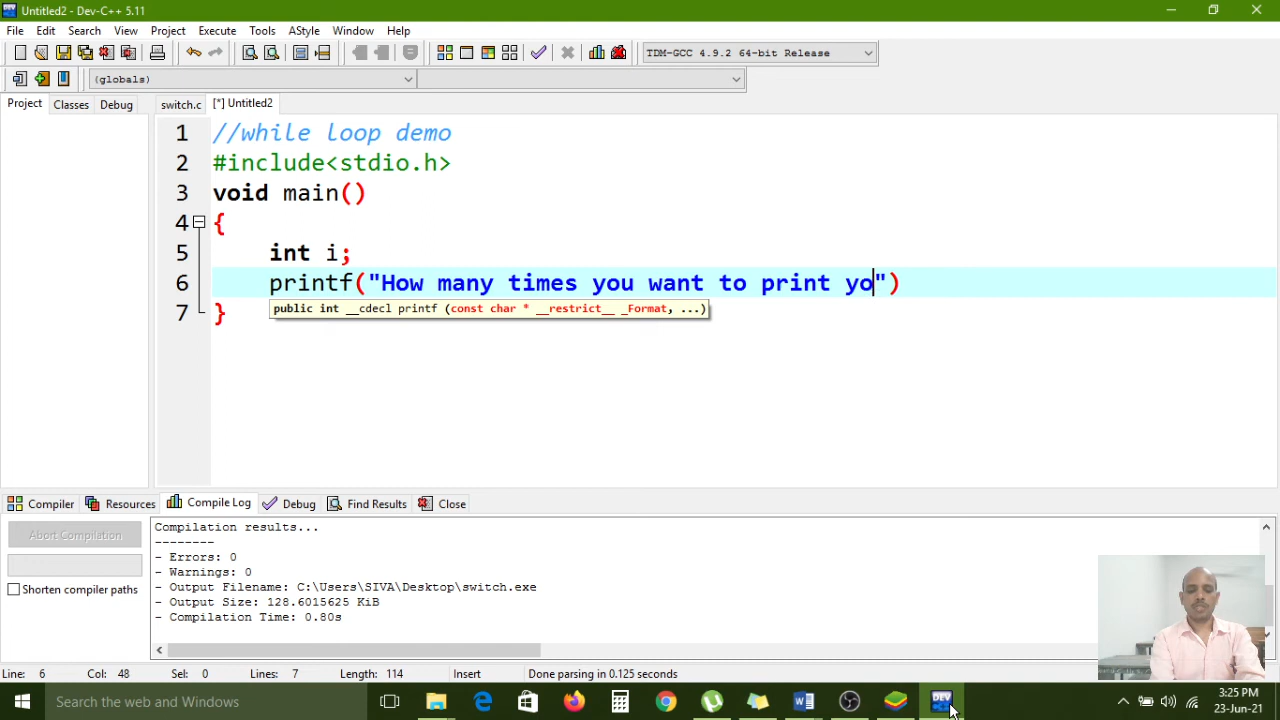 Untitled2 - Dev-C++ 5.11
File Edit Search View Project Execute Tools AStyle Window Help
TDM-GCC 4.9.2 64-bit Release
(globals)
Project Classes Debug switch.c [*] Untitled2
1 //while loop demo
2 #include<stdio.h>
3 void main()
4 {
5 int i;
6 printf("How many times you want to print yo")
public int __cdecl printf (const char * __restrict__ _Format, ...)
7 }
Compiler Resources Compile Log Debug Find Results Close
Abort Compilation
Shorten compiler paths
Compilation results...
--------
- Errors: 0
- Warnings: 0
- Output Filename: C:\Users\SIVA\Desktop\switch.exe
- Output Size: 128.6015625 KiB
- Compilation Time: 0.80s
Line: 6 Col: 48 Sel: 0 Lines: 7 Length: 114 Insert Done parsing in 0.125 seconds
Search the web and Windows
DEV
3:25 PM
23-Jun-21